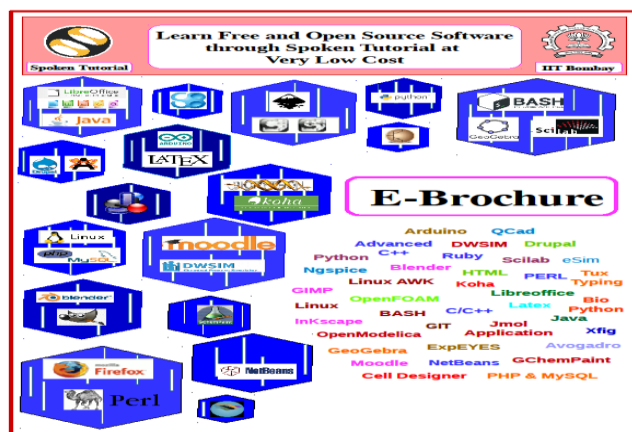 Learn Free and Open Source Software
through Spoken Tutorial at
Very Low Cost
Spoken Tutorial
IIT Bombay
LibreOffice
Java
python
BASH
GeoGebra
Scilab
ARDUINO
LATEX
Drupal
koha
E-Brochure
Linux
php
MySQL
moodle
DWSIM
blender
mozilla
Firefox
NetBeans
Perl
Arduino QCad
Advanced DWSIM Drupal
C++ Ruby
Python Scilab eSim
Ngspice Blender HTML PERL Tux
Linux AWK Koha Typing
GIMP Libreoffice
OpenFOAM Bio
Linux Latex Python
BASH C/C++ Java
InKscape GIT Jmol
OpenModelica Application Xfig
ExpEYES Avogadro
GeoGebra
Moodle NetBeans GChemPaint
Cell Designer PHP & MySQL